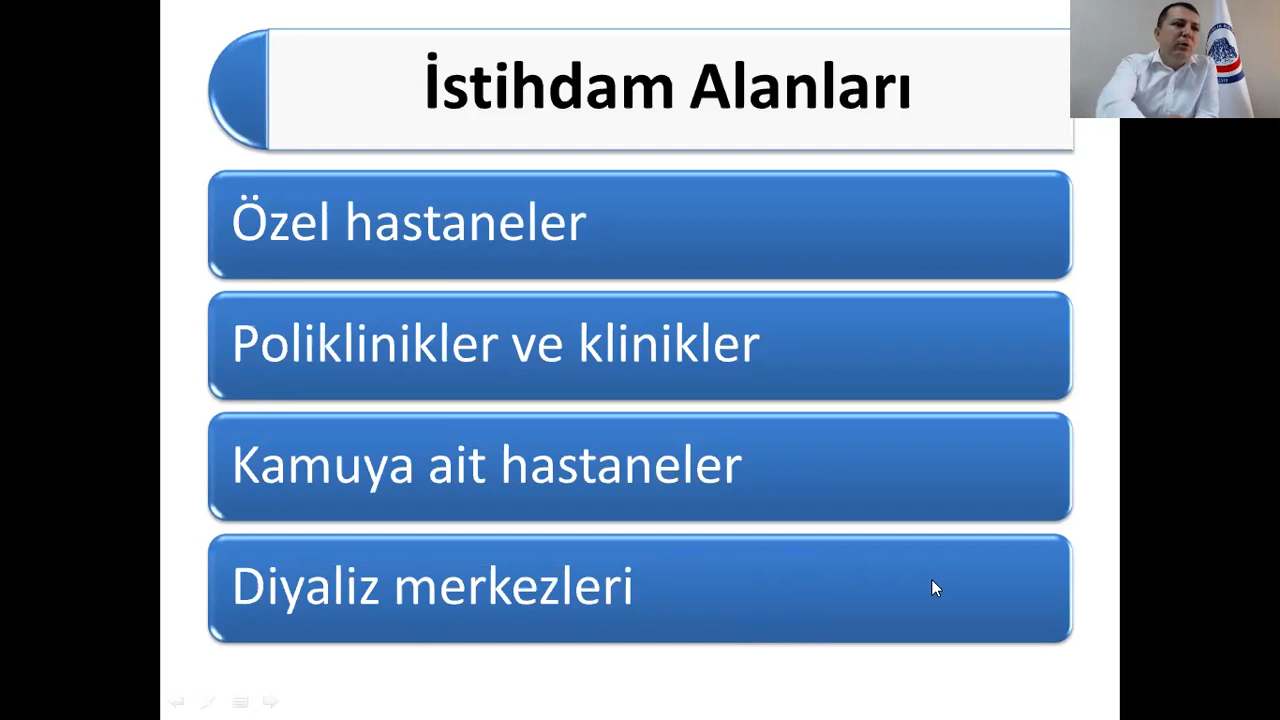 İstihdam Alanları
Özel hastaneler
Poliklinikler ve klinikler
Kamuya ait hastaneler
Diyaliz merkezleri